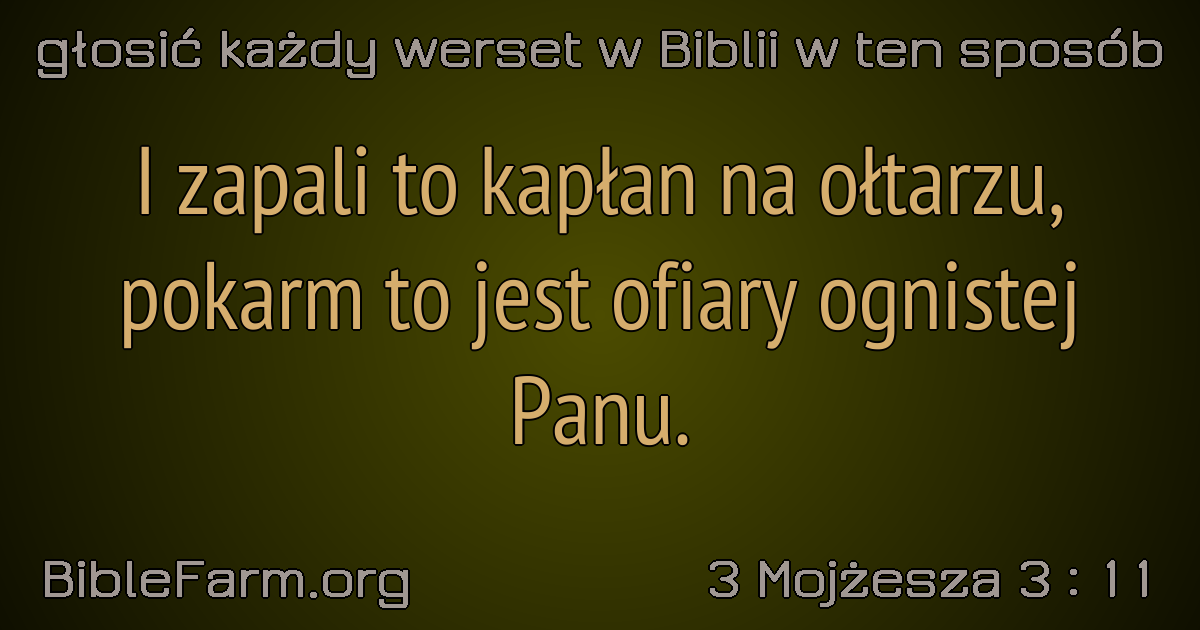 głosić każdy werset w Biblii w ten sposób
I zapali to kapłan na ołtarzu,
pokarm to jest ofiary ognistej
Panu.
BibleFarm.org
3 Mojżesza 3 : 11